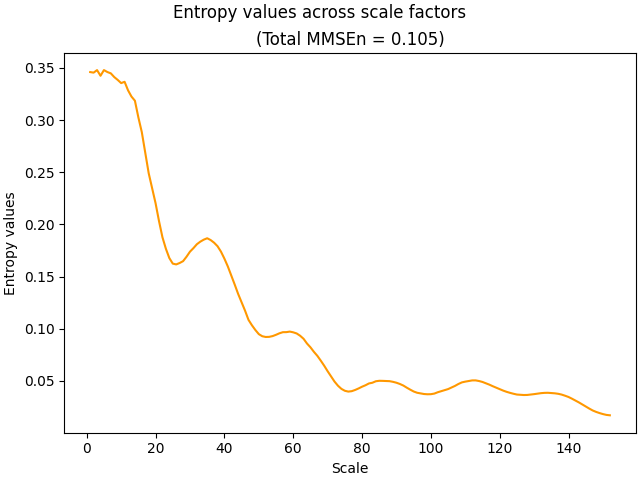 Entropy values across scale factors
(Total MMSEn = 0.105)
0.35
0.30
0.25
0.20
0.15
0.10
0.05
Entropy values
0 20 40 60 80 100 120 140
Scale